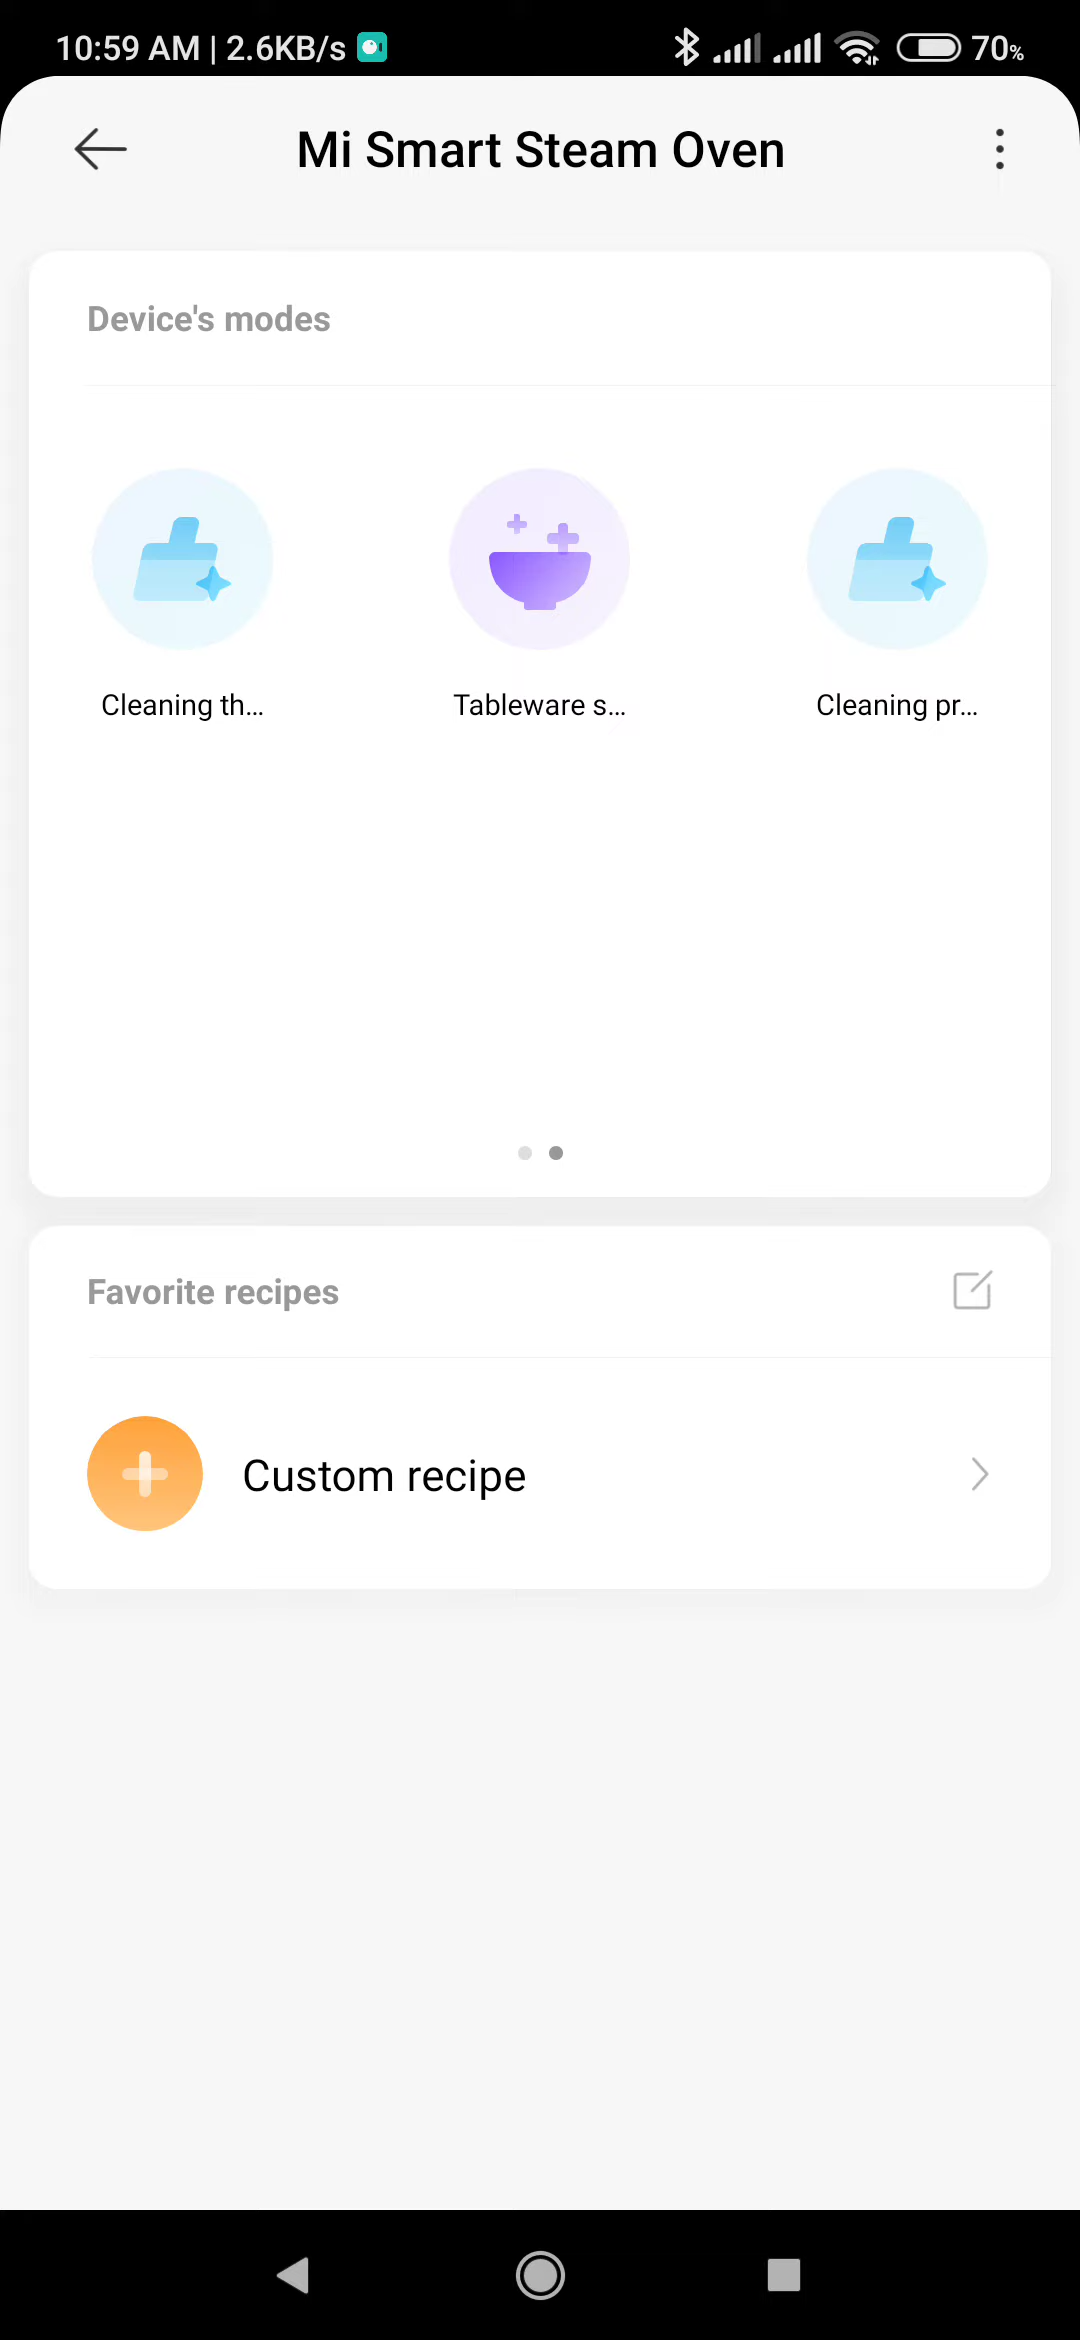 10:59 AM | 2.6KB/s 70%
Mi Smart Steam Oven
Device's modes
Cleaning th... Tableware s... Cleaning pr...
Favorite recipes
Custom recipe